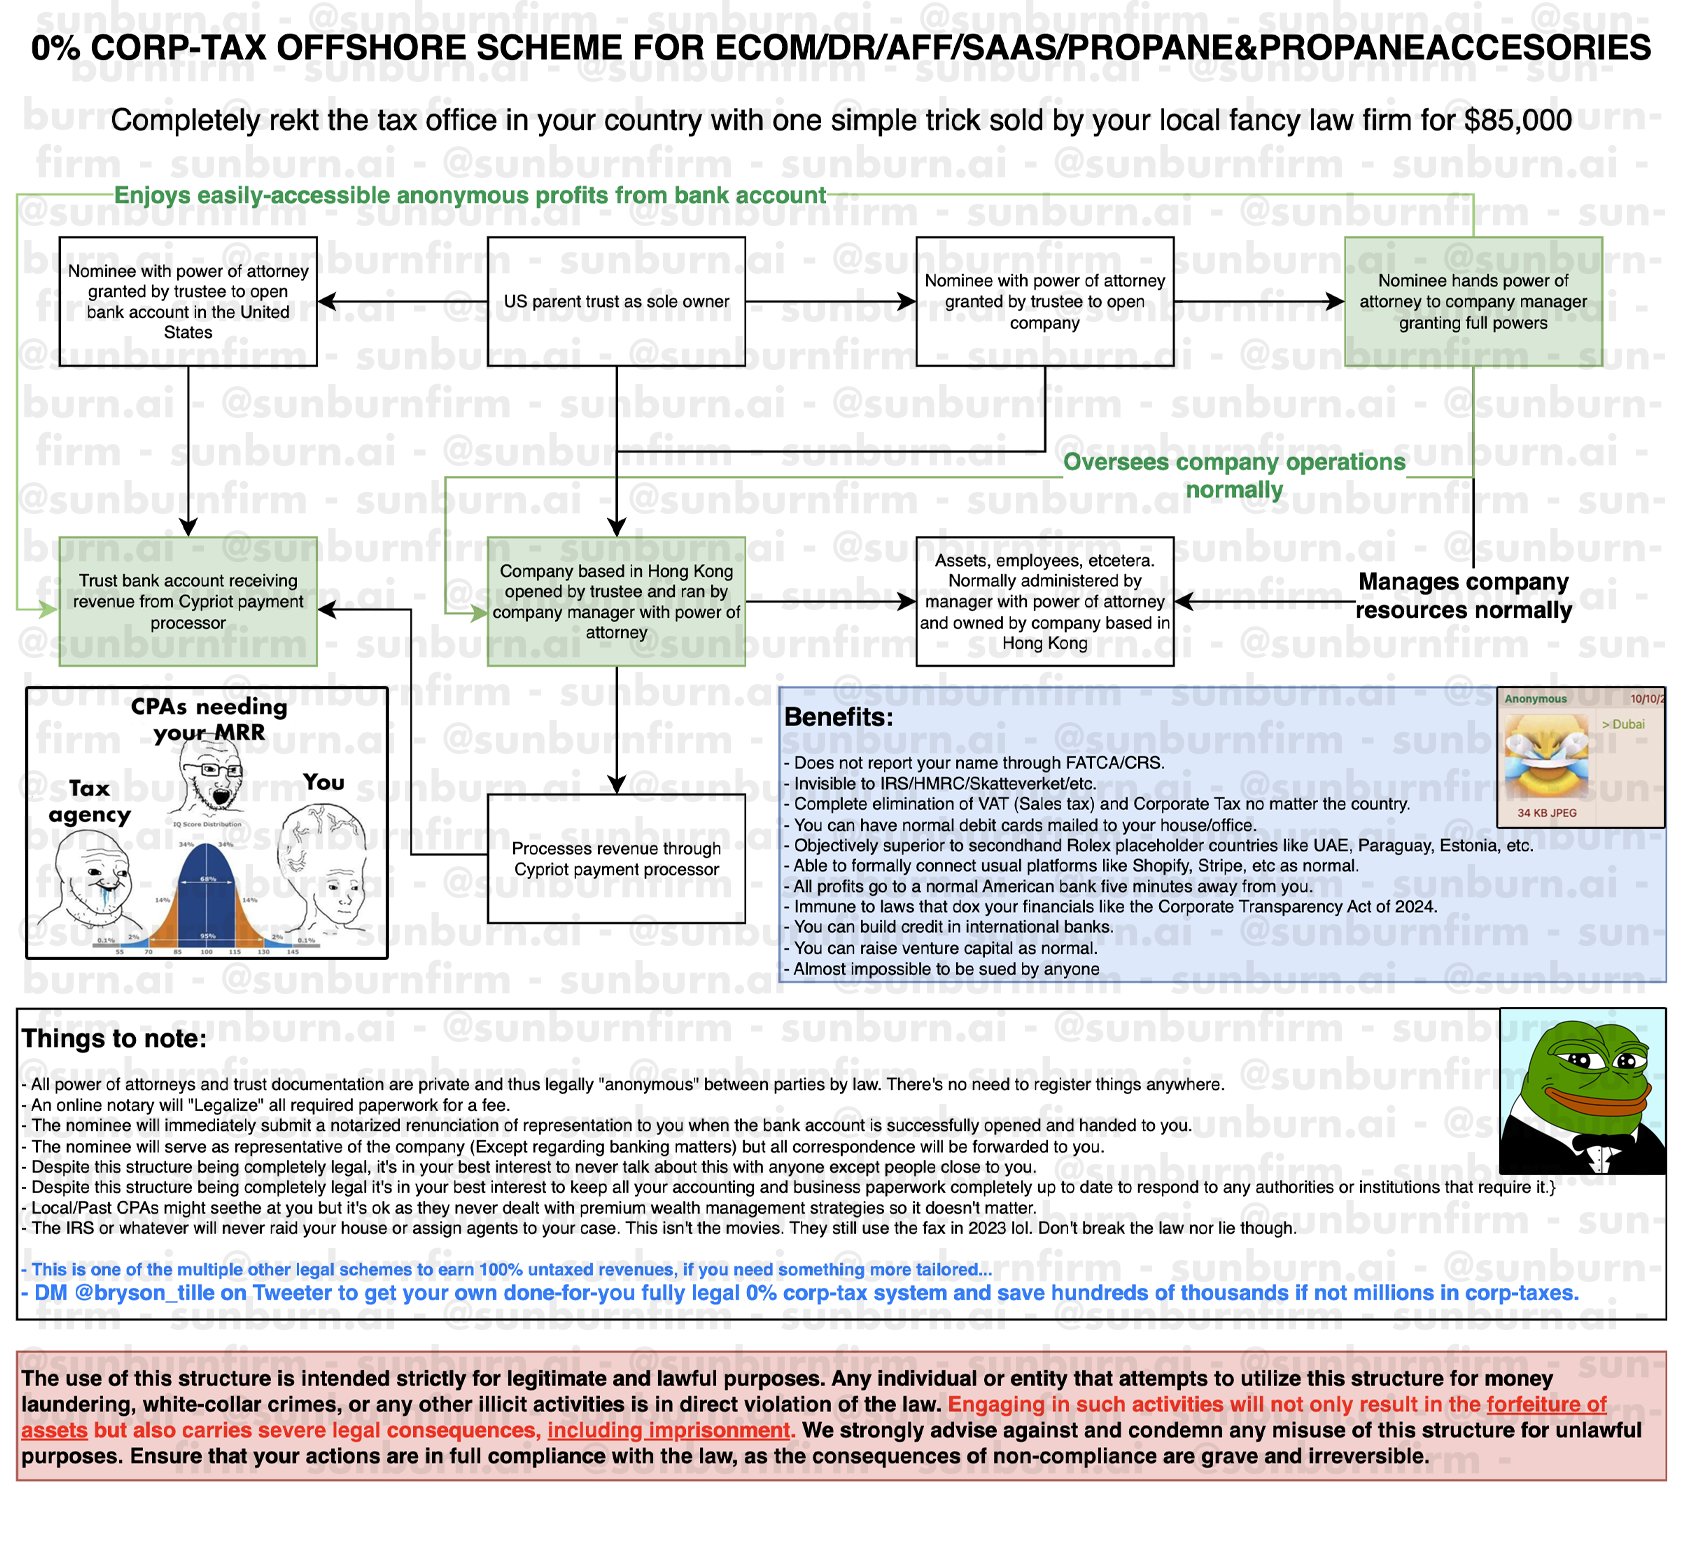 0% CORP-TAX OFFSHORE SCHEME FOR ECOM/DR/AFF/SAAS/PROPANE&PROPANEACCESORIES
Completely rekt the tax office in your country with one simple trick sold by your local fancy law firm for $85,000
Enjoys easily-accessible anonymous profits from bank account
Nominee with power of attorney
granted by trustee to open
bank account in the United
States
US parent trust as sole owner
Nominee with power of attorney
granted by trustee to open
company
Nominee hands power of
attorney to company manager
granting full powers
Oversees company operations
normally
Trust bank account receiving
revenue from Cypriot payment
processor
Company based in Hong Kong
opened by trustee and ran by
company manager with power of
attorney
Assets, employees, etcetera.
Normally administered by
manager with power of attorney
and owned by company based in
Hong Kong
Manages company
resources normally
Processes revenue through
Cypriot payment processor
CPAs needing
your MRR
Tax
agency
You
IQ Score Distribution
34% 34%
68%
14% 14%
95%
0.1% 2% 2% 0.1%
55 70 85 100 115 130 145
Benefits:
- Does not report your name through FATCA/CRS.
- Invisible to IRS/HMRC/Skatteverket/etc.
- Complete elimination of VAT (Sales tax) and Corporate Tax no matter the country.
- You can have normal debit cards mailed to your house/office.
- Objectively superior to secondhand Rolex placeholder countries like UAE, Paraguay, Estonia, etc.
- Able to formally connect usual platforms like Shopify, Stripe, etc as normal.
- All profits go to a normal American bank five minutes away from you.
- Immune to laws that dox your financials like the Corporate Transparency Act of 2024.
- You can build credit in international banks.
- You can raise venture capital as normal.
- Almost impossible to be sued by anyone
Anonymous 10/10/2
> Dubai
34 KB JPEG
Things to note:
- All power of attorneys and trust documentation are private and thus legally "anonymous" between parties by law. There's no need to register things anywhere.
- An online notary will "Legalize" all required paperwork for a fee.
- The nominee will immediately submit a notarized renunciation of representation to you when the bank account is successfully opened and handed to you.
- The nominee will serve as representative of the company (Except regarding banking matters) but all correspondence will be forwarded to you.
- Despite this structure being completely legal, it's in your best interest to never talk about this with anyone except people close to you.
- Despite this structure being completely legal it's in your best interest to keep all your accounting and business paperwork completely up to date to respond to any authorities or institutions that require it.}
- Local/Past CPAs might seethe at you but it's ok as they never dealt with premium wealth management strategies so it doesn't matter.
- The IRS or whatever will never raid your house or assign agents to your case. This isn't the movies. They still use the fax in 2023 lol. Don't break the law nor lie though.
- This is one of the multiple other legal schemes to earn 100% untaxed revenues, if you need something more tailored...
- DM @bryson_tille on Tweeter to get your own done-for-you fully legal 0% corp-tax system and save hundreds of thousands if not millions in corp-taxes.
The use of this structure is intended strictly for legitimate and lawful purposes. Any individual or entity that attempts to utilize this structure for money
laundering, white-collar crimes, or any other illicit activities is in direct violation of the law. Engaging in such activities will not only result in the forfeiture of
assets but also carries severe legal consequences, including imprisonment. We strongly advise against and condemn any misuse of this structure for unlawful
purposes. Ensure that your actions are in full compliance with the law, as the consequences of non-compliance are grave and irreversible.
sunburn.ai - @sunburnfirm